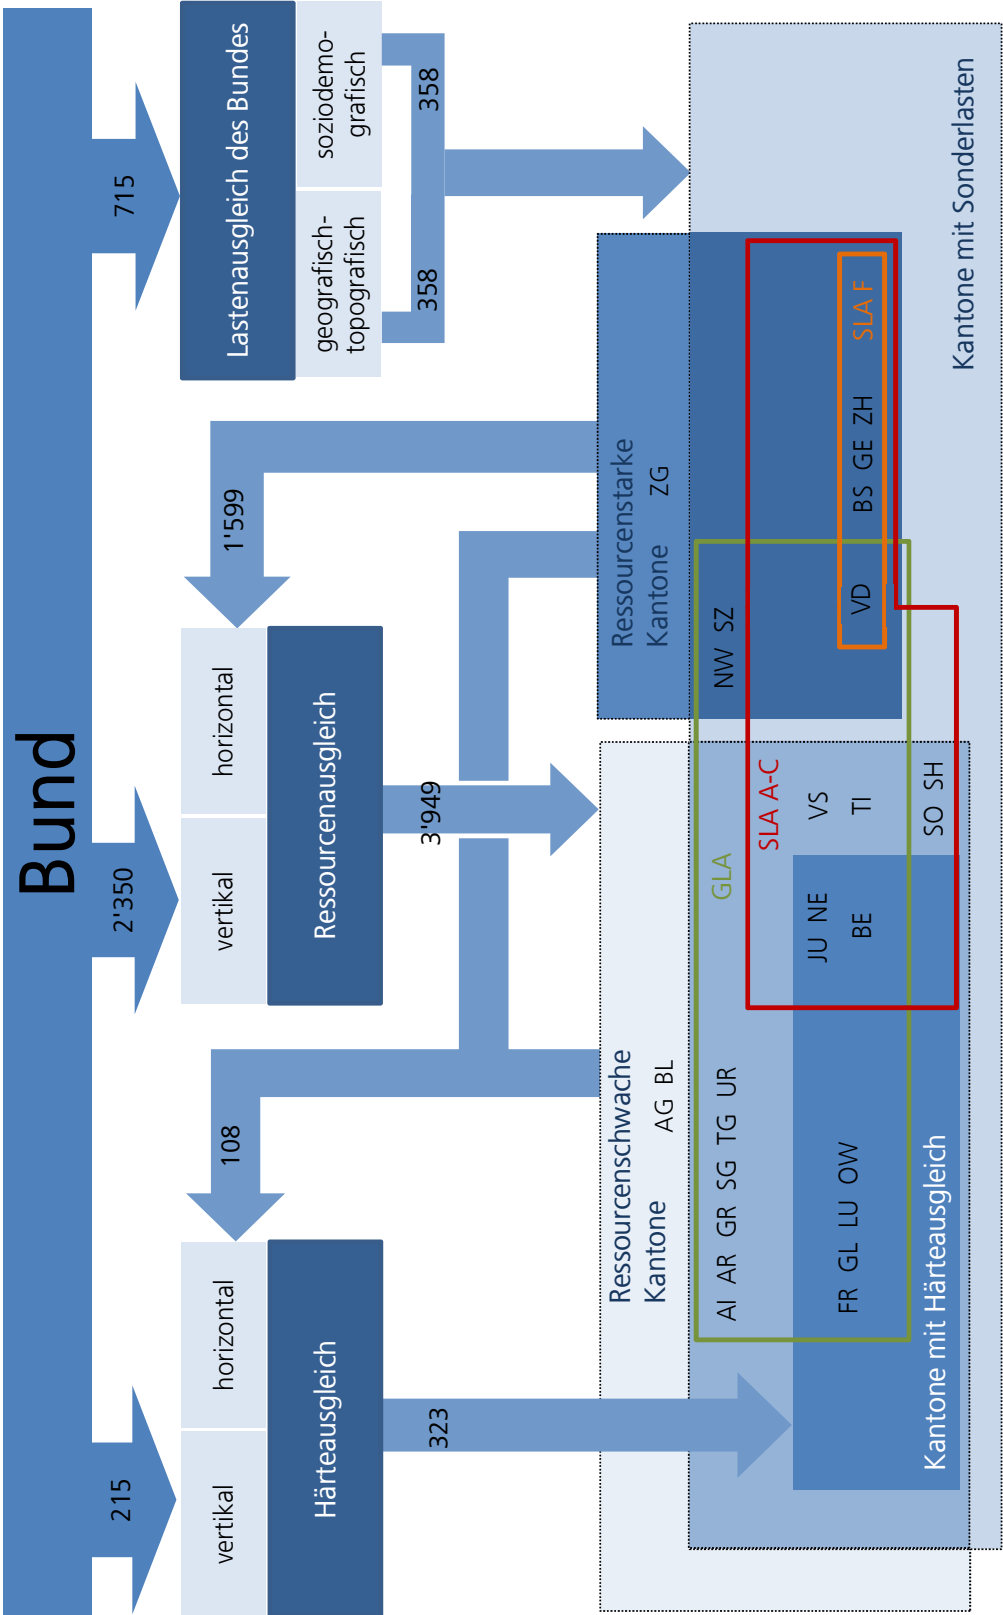 Bund
215
2'350
715
vertikal
horizontal
Härteausgleich
108
vertikal
horizontal
Ressourcenausgleich
1'599
Lastenausgleich des Bundes
geografisch-
topografisch
soziodemo-
grafisch
323
3'949
358
358
Ressourcenschwache
Kantone
AG BL
Ressourcenstarke
Kantone
ZG
AI AR GR SG TG UR
GLA
NW SZ
SLA A-C
JU NE
VS
FR GL LU OW
BE
TI
VD
BS GE ZH
SLA F
Kantone mit Härteausgleich
SO SH
Kantone mit Sonderlasten